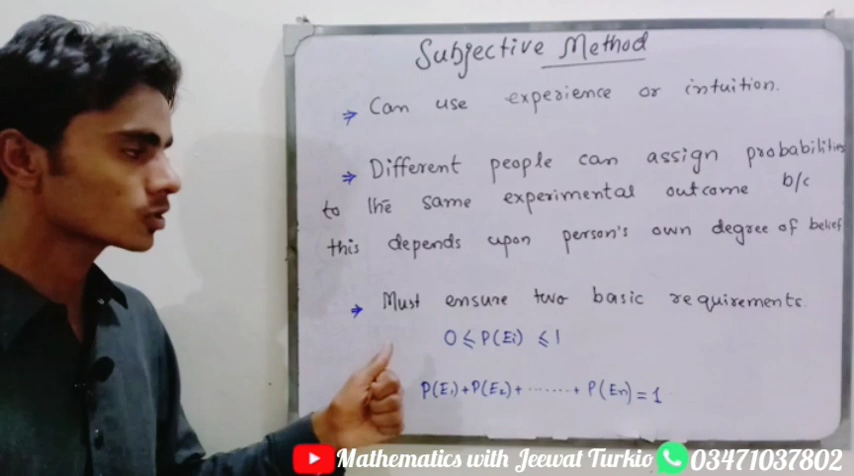 Subjective Method
⇒ Can use experience or intuition.
⇒ Different people can assign probabilities
to the same experimental outcome b/c
this depends upon person's own degree of belief
⇒ Must ensure two basic requirements.
0 ⩽ P(Ei) ⩽ 1
P(E₁)+P(E₂)+.......+ P(En) = 1
Mathematics with Jeewat Turkio 03471037802